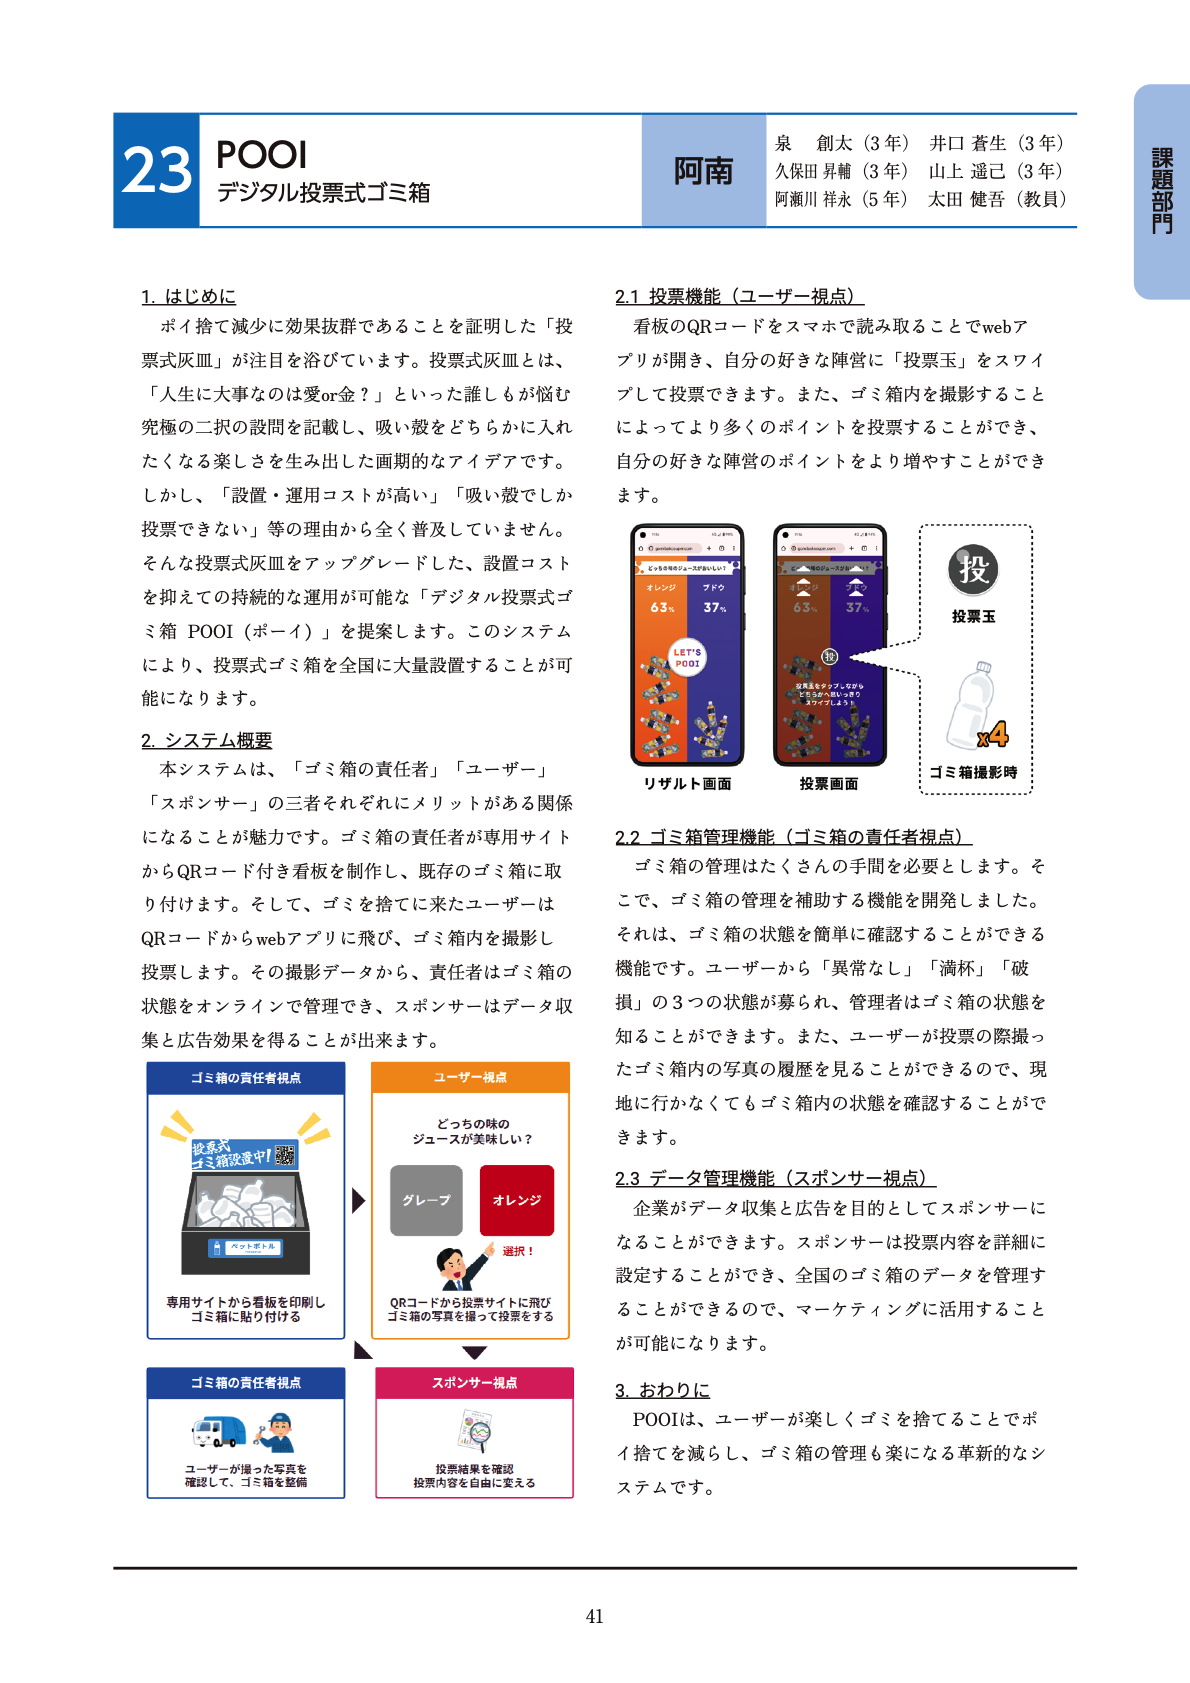 23
POOI
デジタル投票式ゴミ箱
阿南
泉　創太（3年）　井口 蒼生（3年）
久保田 昇輔（3年）　山上 遥己（3年）
阿瀬川 祥永（5年）　太田 健吾（教員）
課題部門
1. はじめに
ポイ捨て減少に効果抜群であることを証明した「投
票式灰皿」が注目を浴びています。投票式灰皿とは、
「人生に大事なのは愛or金？」といった誰しもが悩む
究極の二択の設問を記載し、吸い殻をどちらかに入れ
たくなる楽しさを生み出した画期的なアイデアです。
しかし、「設置・運用コストが高い」「吸い殻でしか
投票できない」等の理由から全く普及していません。
そんな投票式灰皿をアップグレードした、設置コスト
を抑えての持続的な運用が可能な「デジタル投票式ゴ
ミ箱 POOI（ポーイ）」を提案します。このシステム
により、投票式ゴミ箱を全国に大量設置することが可
能になります。
2. システム概要
本システムは、「ゴミ箱の責任者」「ユーザー」
「スポンサー」の三者それぞれにメリットがある関係
になることが魅力です。ゴミ箱の責任者が専用サイト
からQRコード付き看板を制作し、既存のゴミ箱に取
り付けます。そして、ゴミを捨てに来たユーザーは
QRコードからwebアプリに飛び、ゴミ箱内を撮影し
投票します。その撮影データから、責任者はゴミ箱の
状態をオンラインで管理でき、スポンサーはデータ収
集と広告効果を得ることが出来ます。
ゴミ箱の責任者視点
投票式
ゴミ箱設置中!
ペットボトル
専用サイトから看板を印刷し
ゴミ箱に貼り付ける
ユーザー視点
どっちの味の
ジュースが美味しい？
グレープ
オレンジ
選択！
QRコードから投票サイトに飛び
ゴミ箱の写真を撮って投票をする
ゴミ箱の責任者視点
ユーザーが撮った写真を
確認して、ゴミ箱を整備
スポンサー視点
投票結果を確認
投票内容を自由に変える
2.1 投票機能（ユーザー視点）
看板のQRコードをスマホで読み取ることでwebア
プリが開き、自分の好きな陣営に「投票玉」をスワイ
プして投票できます。また、ゴミ箱内を撮影すること
によってより多くのポイントを投票することができ、
自分の好きな陣営のポイントをより増やすことができ
ます。
どっちの味のジュースがおいしい？
オレンジ
ブドウ
63%
37%
LET'S
POOI
リザルト画面
オレンジ
ブドウ
63%
37%
投
投票玉をタップしながら
どちらかへ思いっきり
スワイプしよう！
投票画面
投
投票玉
x4
ゴミ箱撮影時
2.2 ゴミ箱管理機能（ゴミ箱の責任者視点）
ゴミ箱の管理はたくさんの手間を必要とします。そ
こで、ゴミ箱の管理を補助する機能を開発しました。
それは、ゴミ箱の状態を簡単に確認することができる
機能です。ユーザーから「異常なし」「満杯」「破
損」の３つの状態が募られ、管理者はゴミ箱の状態を
知ることができます。また、ユーザーが投票の際撮っ
たゴミ箱内の写真の履歴を見ることができるので、現
地に行かなくてもゴミ箱内の状態を確認することがで
きます。
2.3 データ管理機能（スポンサー視点）
企業がデータ収集と広告を目的としてスポンサーに
なることができます。スポンサーは投票内容を詳細に
設定することができ、全国のゴミ箱のデータを管理す
ることができるので、マーケティングに活用すること
が可能になります。
3. おわりに
POOIは、ユーザーが楽しくゴミを捨てることでポ
イ捨てを減らし、ゴミ箱の管理も楽になる革新的なシ
ステムです。
41